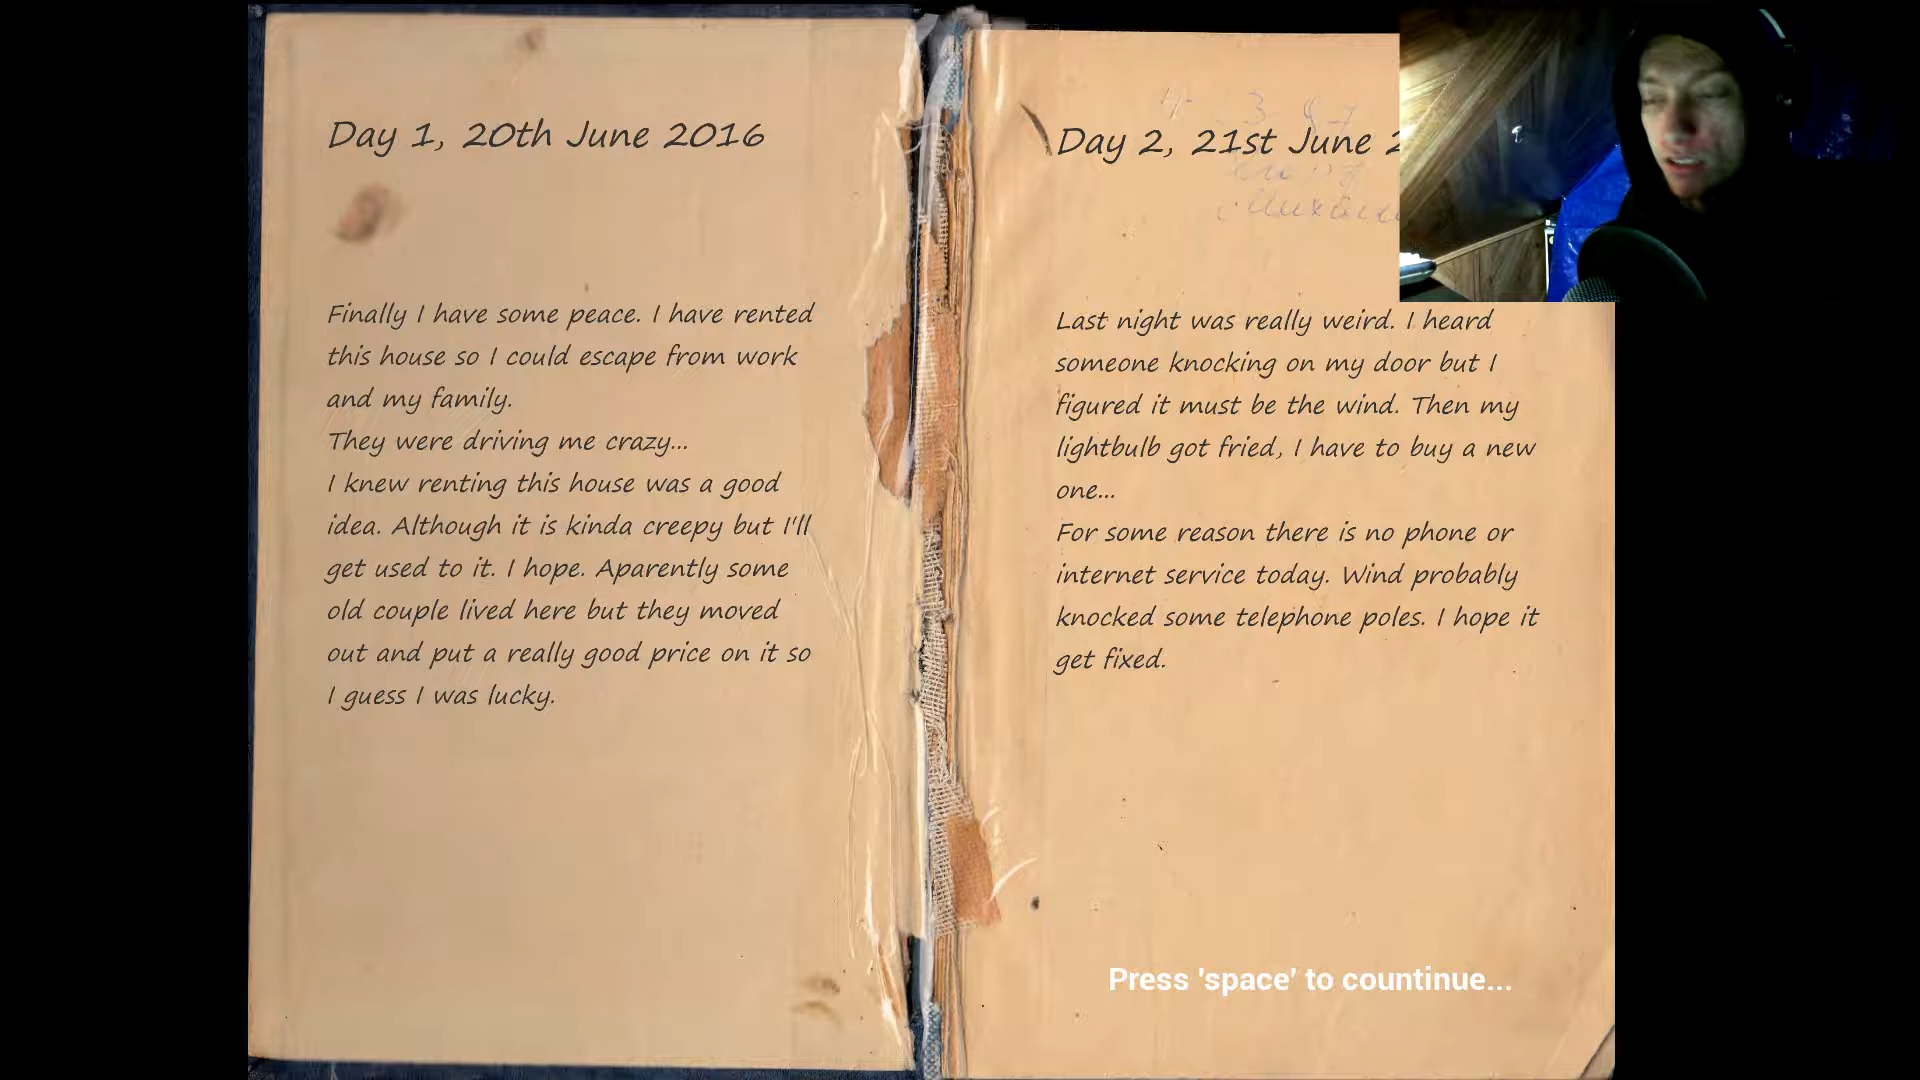 Day 1, 20th June 2016
Finally I have some peace. I have rented
this house so I could escape from work
and my family.
They were driving me crazy...
I knew renting this house was a good
idea. Although it is kinda creepy but I'll
get used to it. I hope. Aparently some
old couple lived here but they moved
out and put a really good price on it so
I guess I was lucky.
Day 2, 21st June
Last night was really weird. I heard
someone knocking on my door but I
figured it must be the wind. Then my
lightbulb got fried, I have to buy a new
one...
For some reason there is no phone or
internet service today. Wind probably
knocked some telephone poles. I hope it
get fixed.
Press 'space' to countinue...